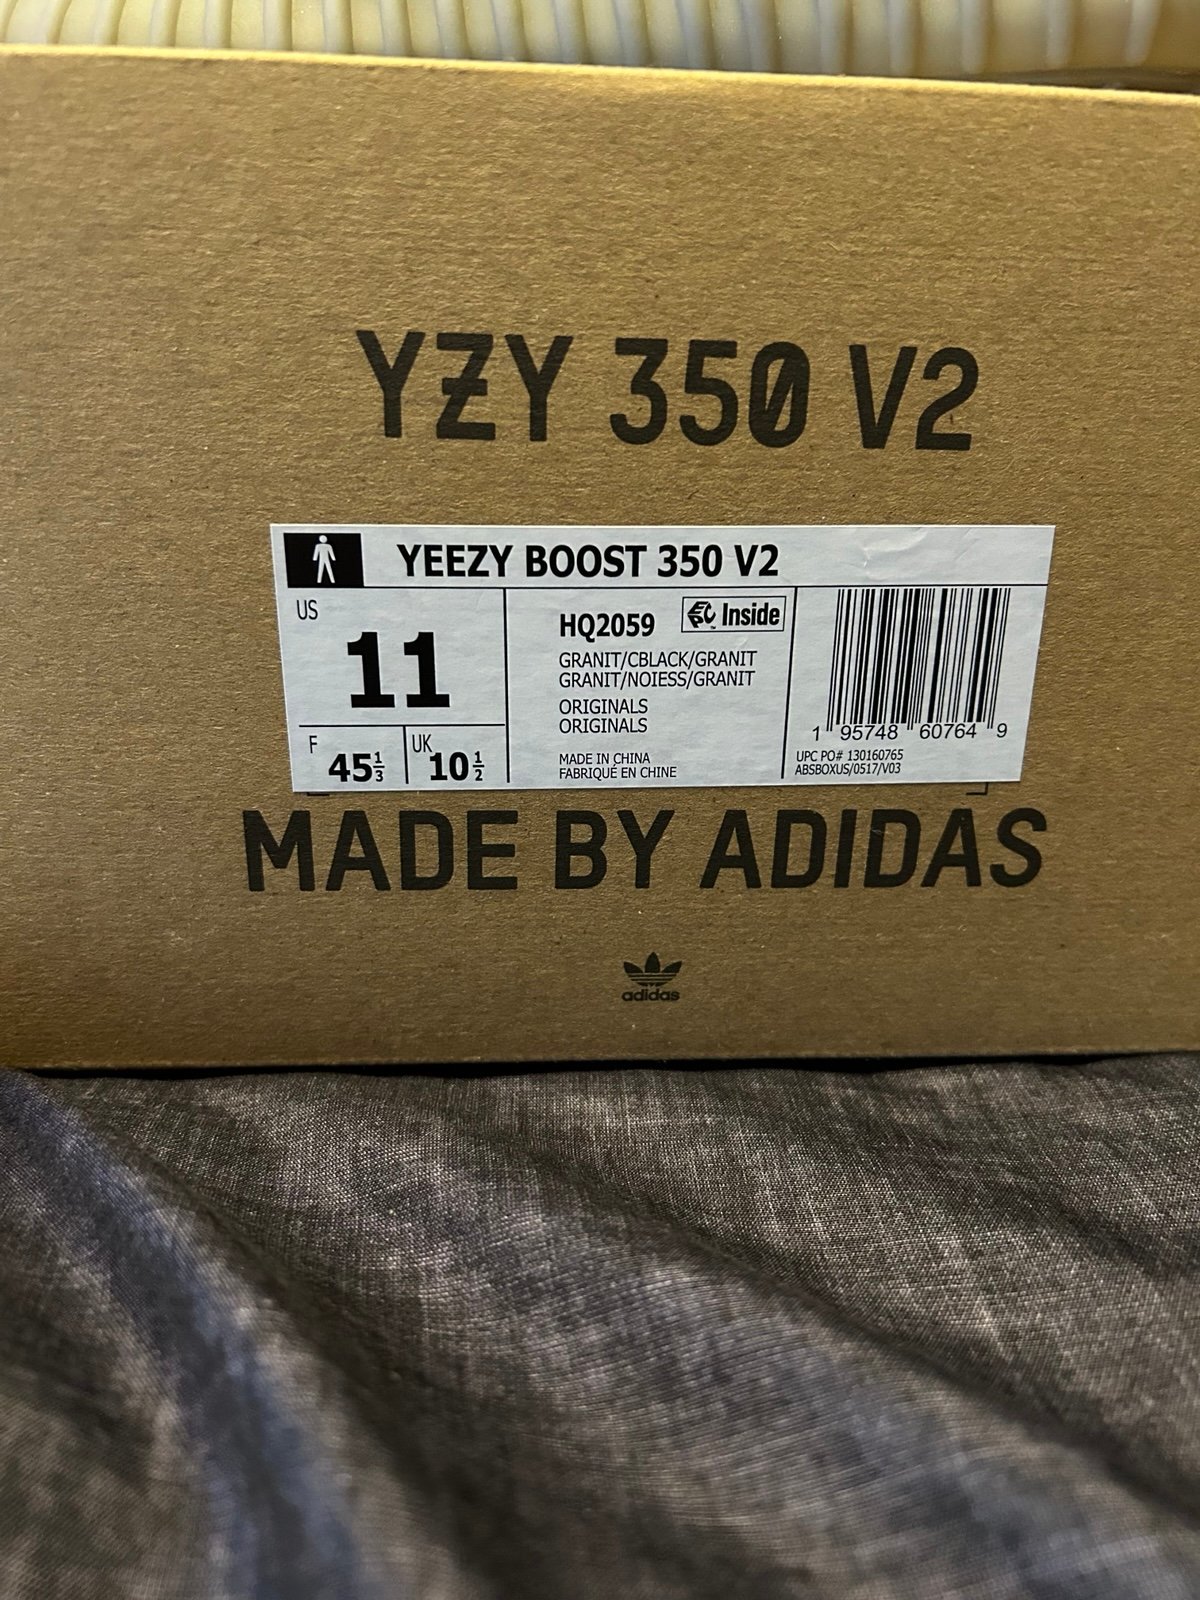 YZY 350 V2
YEEZY BOOST 350 V2
US
11
F
45 1/3
UK
10 1/2
HQ2059
Inside
™
GRANIT/CBLACK/GRANIT
GRANIT/NOIESS/GRANIT
ORIGINALS
ORIGINALS
MADE IN CHINA
FABRIQUÉ EN CHINE
1 95748 60764 9
UPC PO# 130160765
ABSBOXUS/0517/V03
MADE BY ADIDAS
adidas